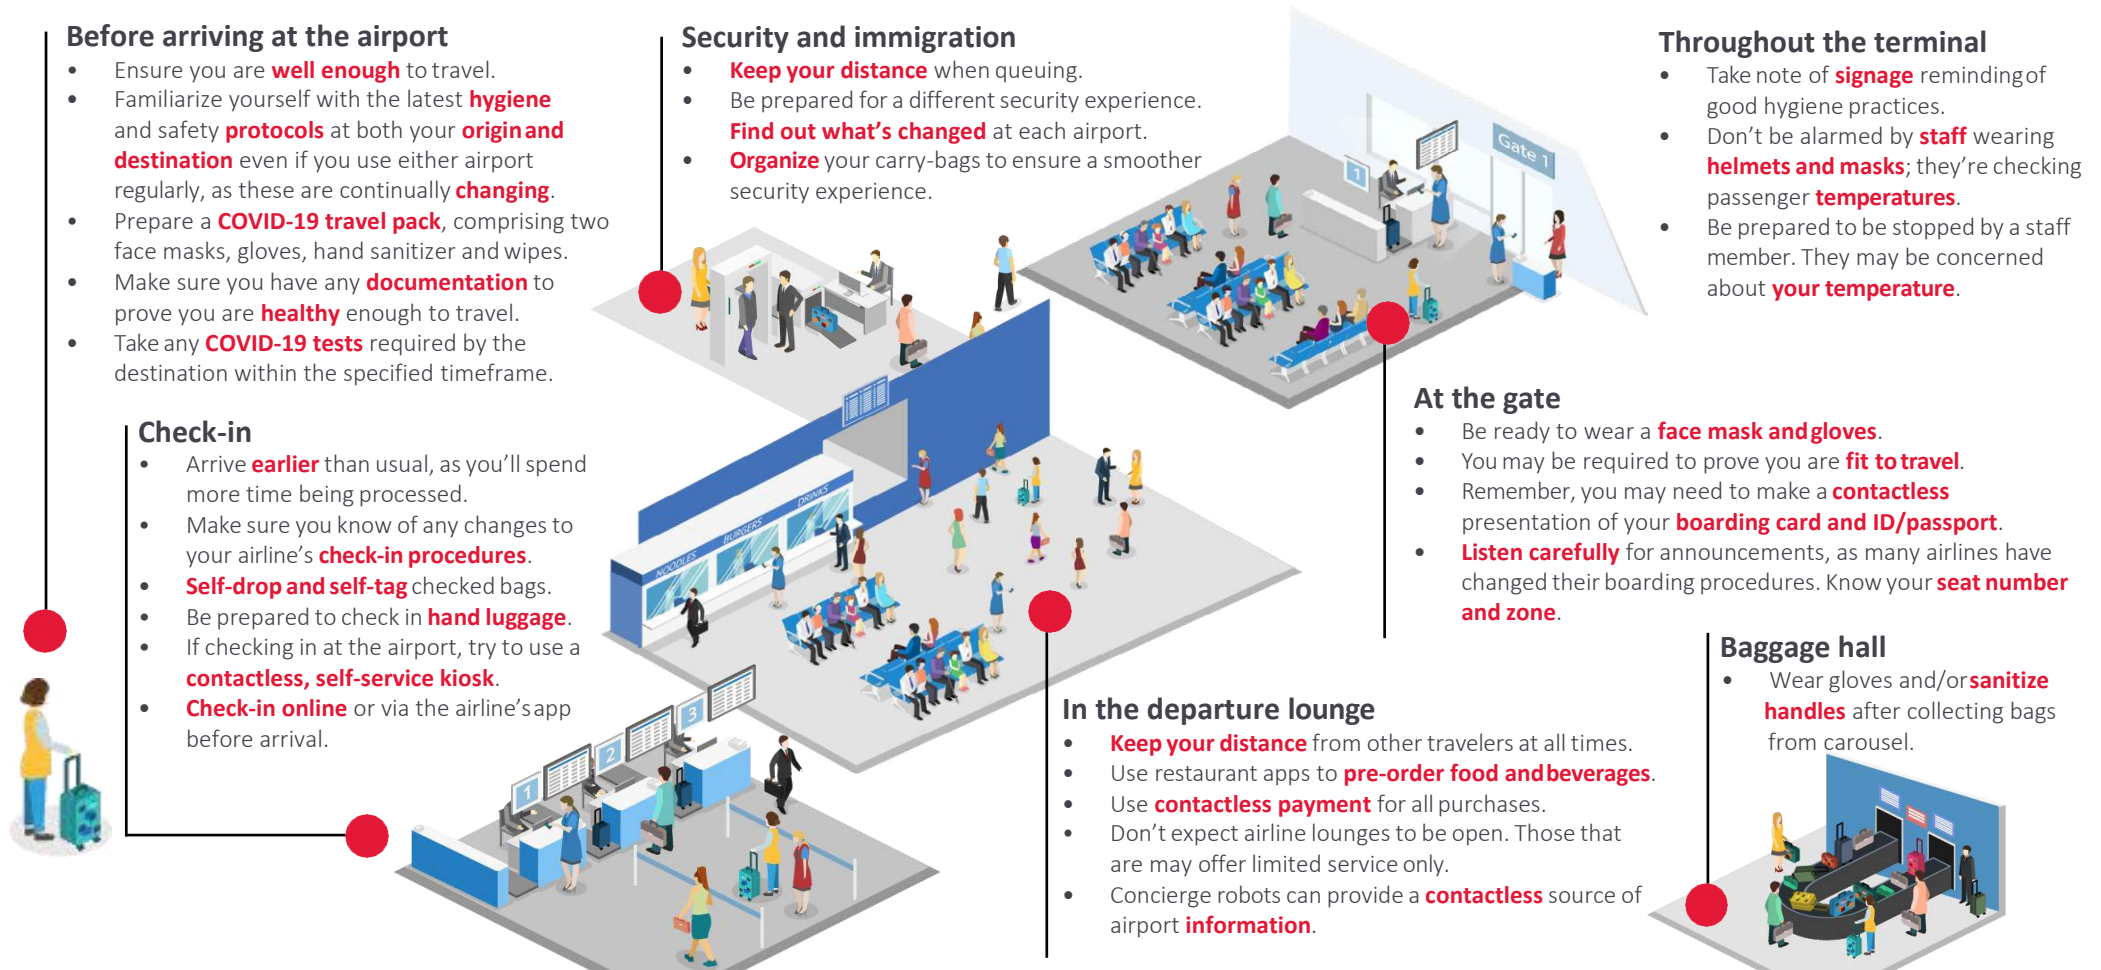 Before arriving at the airport
• Ensure you are well enough to travel.
• Familiarize yourself with the latest hygiene
and safety protocols at both your origin and
destination even if you use either airport
regularly, as these are continually changing.
• Prepare a COVID-19 travel pack, comprising two
face masks, gloves, hand sanitizer and wipes.
• Make sure you have any documentation to
prove you are healthy enough to travel.
• Take any COVID-19 tests required by the
destination within the specified timeframe.
Check-in
• Arrive earlier than usual, as you'll spend
more time being processed.
• Make sure you know of any changes to
your airline's check-in procedures.
• Self-drop and self-tag checked bags.
• Be prepared to check in hand luggage.
• If checking in at the airport, try to use a
contactless, self-service kiosk.
• Check-in online or via the airline's app
before arrival.
Security and immigration
• Keep your distance when queuing.
• Be prepared for a different security experience.
Find out what's changed at each airport.
• Organize your carry-bags to ensure a smoother
security experience.
Gate 1
1
NOODLES
BURGERS
DRINKS
1
2
3
Throughout the terminal
• Take note of signage reminding of
good hygiene practices.
• Don't be alarmed by staff wearing
helmets and masks; they're checking
passenger temperatures.
• Be prepared to be stopped by a staff
member. They may be concerned
about your temperature.
At the gate
• Be ready to wear a face mask and gloves.
• You may be required to prove you are fit to travel.
• Remember, you may need to make a contactless
presentation of your boarding card and ID/passport.
• Listen carefully for announcements, as many airlines have
changed their boarding procedures. Know your seat number
and zone.
In the departure lounge
• Keep your distance from other travelers at all times.
• Use restaurant apps to pre-order food and beverages.
• Use contactless payment for all purchases.
• Don't expect airline lounges to be open. Those that
are may offer limited service only.
• Concierge robots can provide a contactless source of
airport information.
Baggage hall
• Wear gloves and/or sanitize
handles after collecting bags
from carousel.